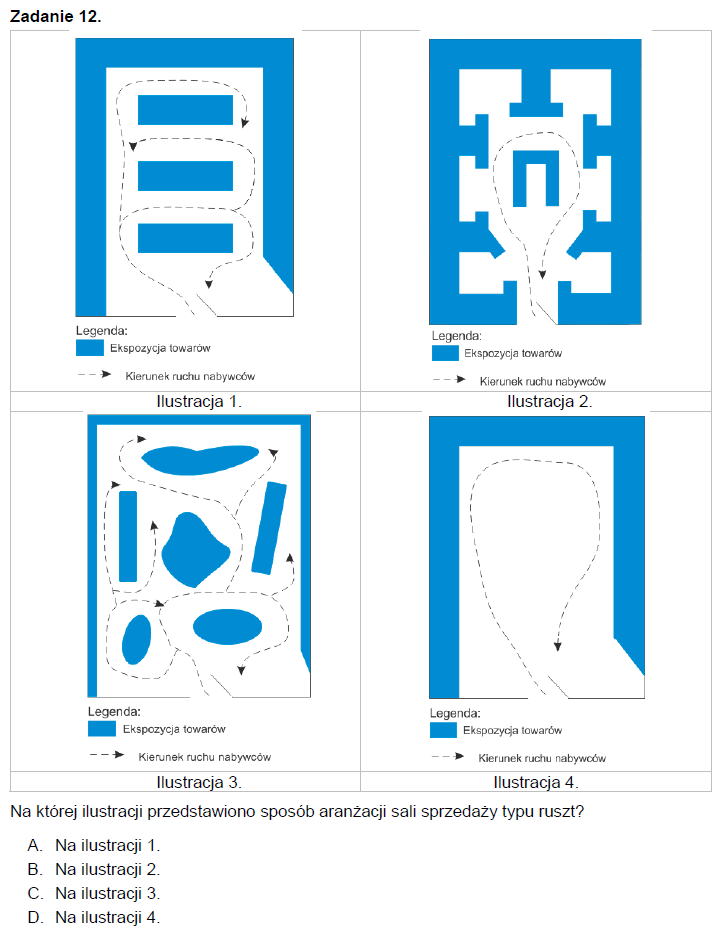 Zadanie 12.
Legenda:
Ekspozycja towarów
Kierunek ruchu nabywców
Ilustracja 1.
Legenda:
Ekspozycja towarów
Kierunek ruchu nabywców
Ilustracja 2.
Legenda:
Ekspozycja towarów
Kierunek ruchu nabywców
Ilustracja 3.
Legenda:
Ekspozycja towarów
Kierunek ruchu nabywców
Ilustracja 4.
Na której ilustracji przedstawiono sposób aranżacji sali sprzedaży typu ruszt?
A. Na ilustracji 1.
B. Na ilustracji 2.
C. Na ilustracji 3.
D. Na ilustracji 4.